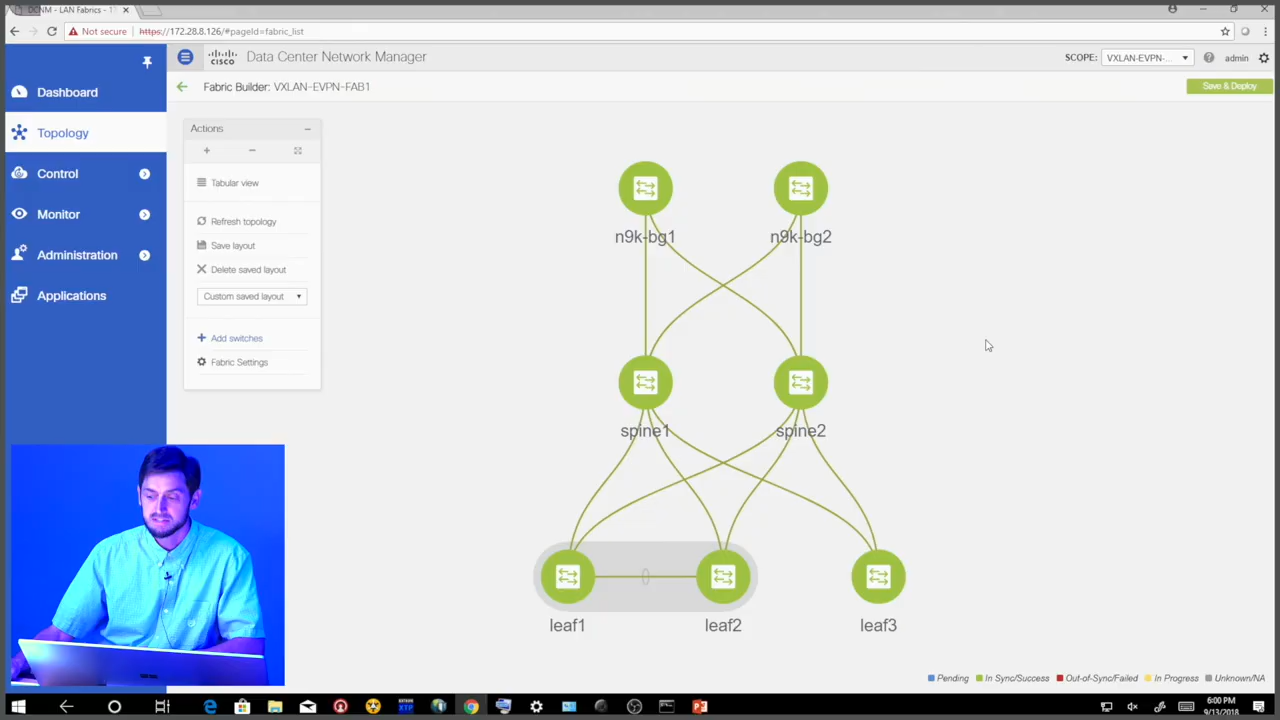 DCNM - LAN Fabrics - 1
Not secure
https://172.28.8.126/#pageId=fabric_list
CISCO
Data Center Network Manager
SCOPE:
VXLAN-EVPN-...
admin
Fabric Builder: VXLAN-EVPN-FAB1
Save & Deploy
Dashboard
Topology
Control
Monitor
Administration
Applications
Actions
Tabular view
Refresh topology
Save layout
Delete saved layout
Custom saved layout
Add switches
Fabric Settings
n9k-bg1
n9k-bg2
spine1
spine2
leaf1
leaf2
leaf3
Pending
In Sync/Success
Out-of-Sync/Failed
In Progress
Unknown/NA
XTP
6:00 PM
9/13/2018